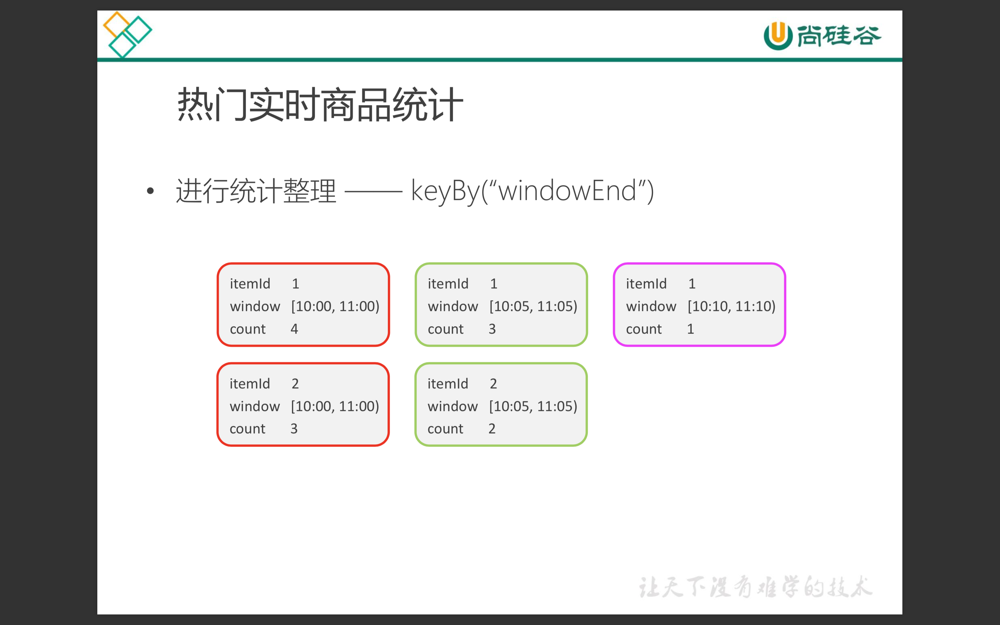 尚硅谷
热门实时商品统计
• 进行统计整理 —— keyBy(“windowEnd”)
itemId 1
window [10:00, 11:00)
count 4
itemId 1
window [10:05, 11:05)
count 3
itemId 1
window [10:10, 11:10)
count 1
itemId 2
window [10:00, 11:00)
count 3
itemId 2
window [10:05, 11:05)
count 2
让天下没有难学的技术